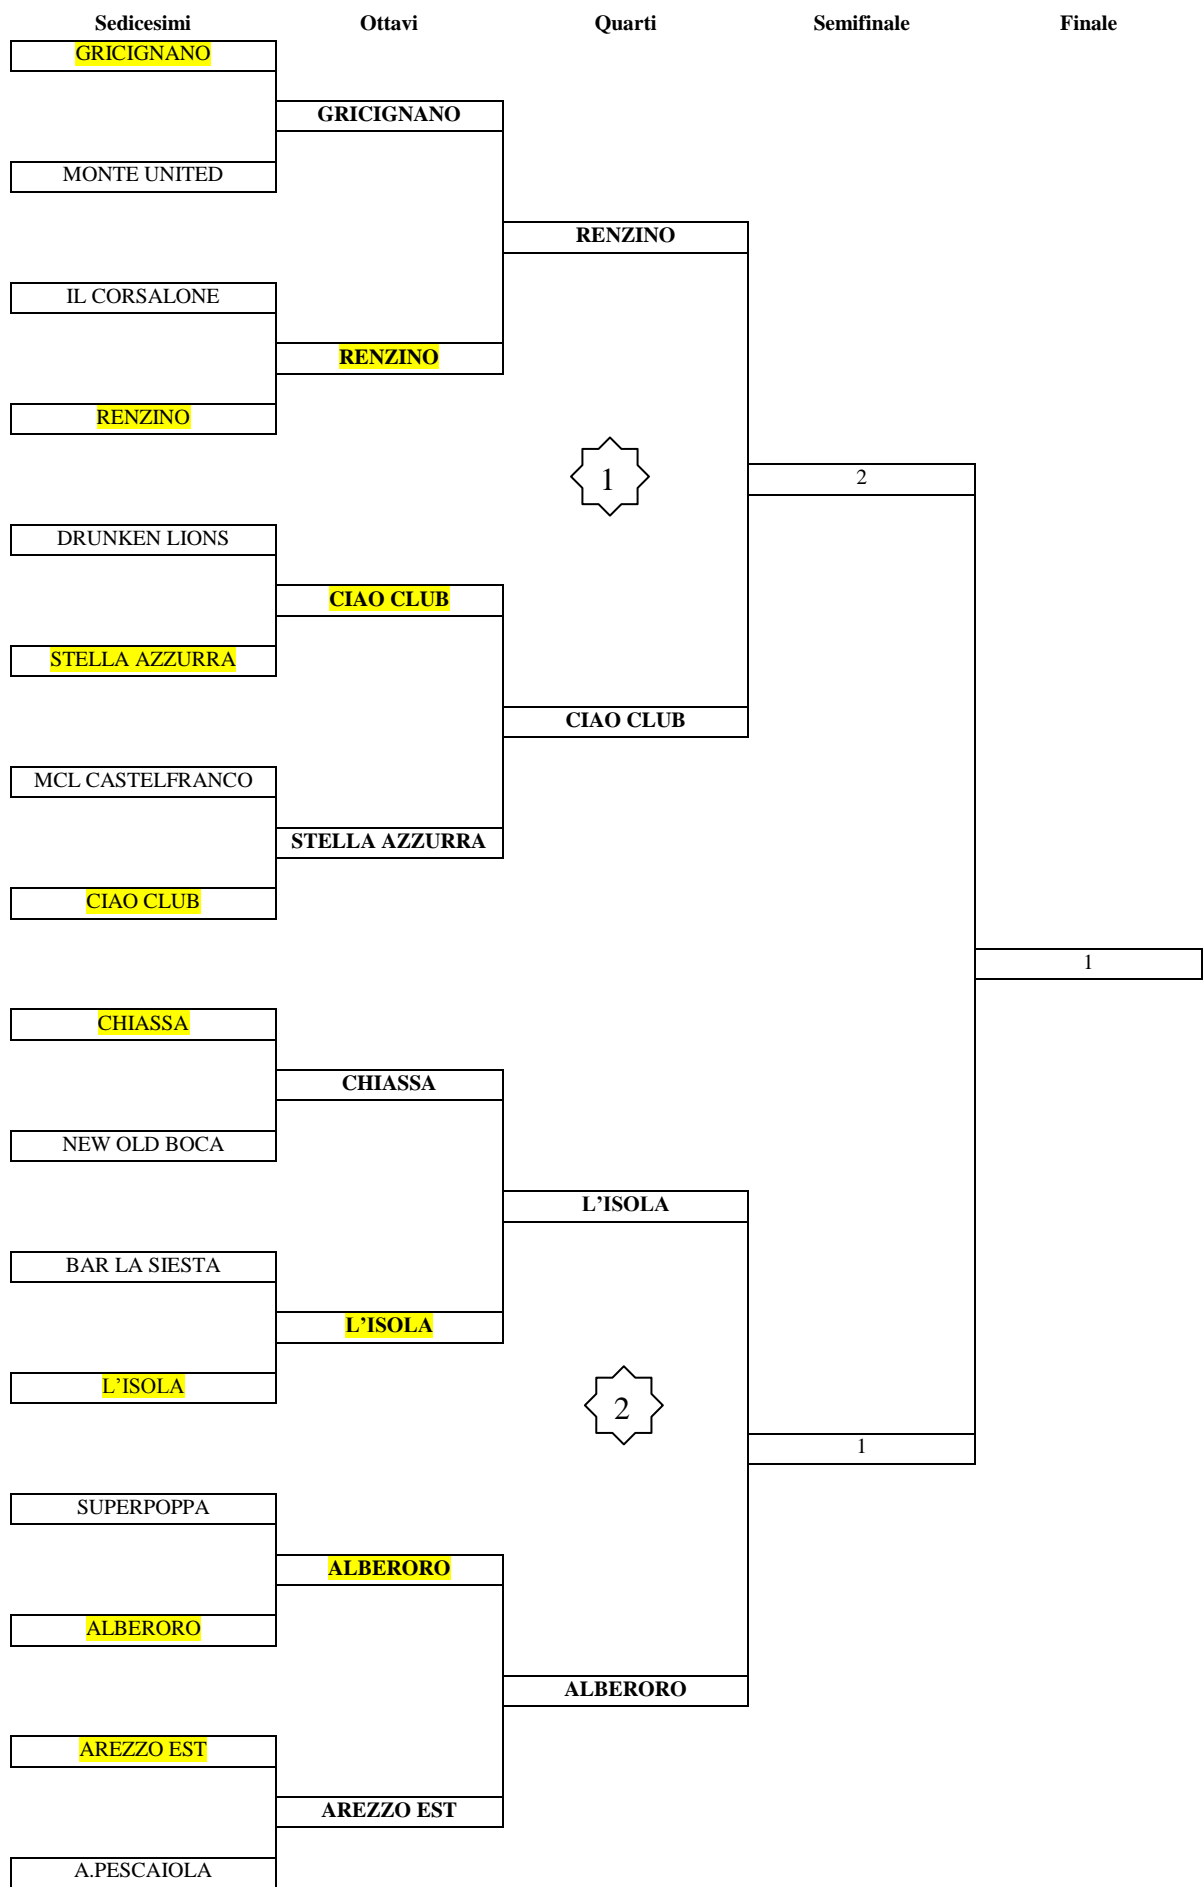 Sedicesimi Ottavi Quarti Semifinale Finale
GRICIGNANO
GRICIGNANO
MONTE UNITED
RENZINO
IL CORSALONE
RENZINO
RENZINO
1
2
DRUNKEN LIONS
CIAO CLUB
STELLA AZZURRA
CIAO CLUB
MCL CASTELFRANCO
STELLA AZZURRA
CIAO CLUB
1
CHIASSA
CHIASSA
NEW OLD BOCA
L’ISOLA
BAR LA SIESTA
L’ISOLA
L’ISOLA
2
1
SUPERPOPPA
ALBERORO
ALBERORO
ALBERORO
AREZZO EST
AREZZO EST
A.PESCAIOLA